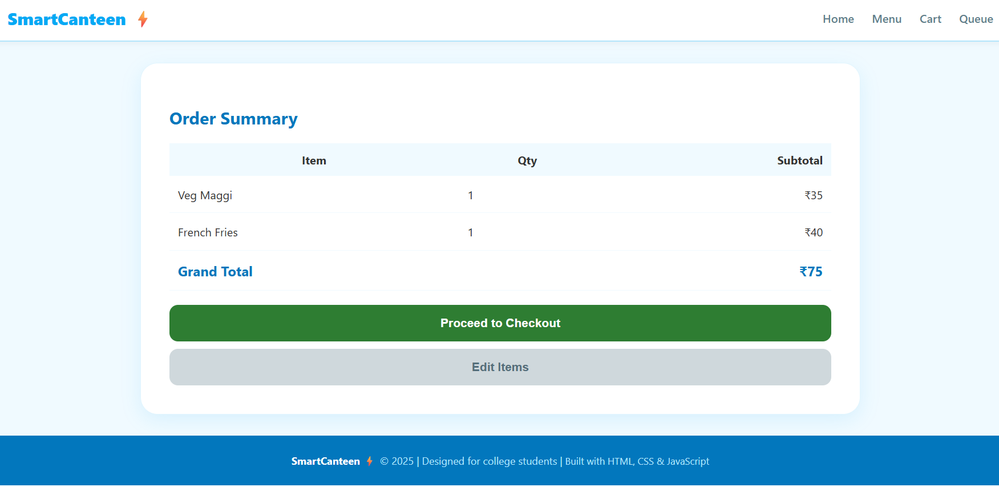 SmartCanteen ⚡ Home Menu Cart Queue
Order Summary
Item Qty Subtotal
Veg Maggi 1 ₹35
French Fries 1 ₹40
Grand Total ₹75
Proceed to Checkout
Edit Items
SmartCanteen ⚡ © 2025 | Designed for college students | Built with HTML, CSS & JavaScript